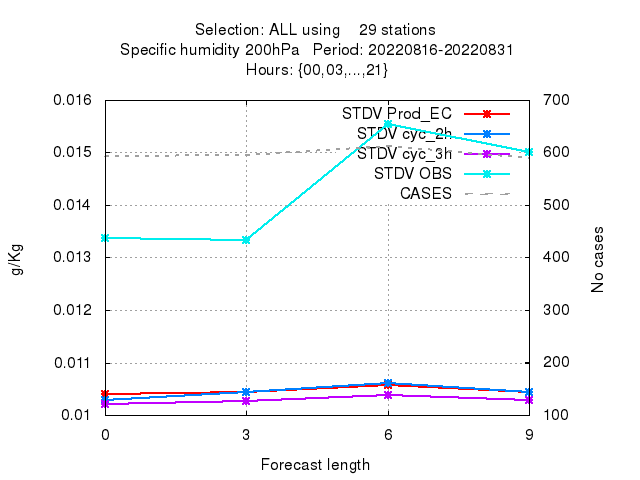 Selection: ALL using 29 stations
Specific humidity 200hPa Period: 20220816-20220831
Hours: {00,03,...,21}
0.016 700
STDV Prod_EC
STDV cyc_2h
0.015 STDV cyc_3h 600
STDV OBS
CASES
0.014 500
0.013 400
g/Kg
No cases
0.012 300
0.011 200
0.01 100
0 3 6 9
Forecast length